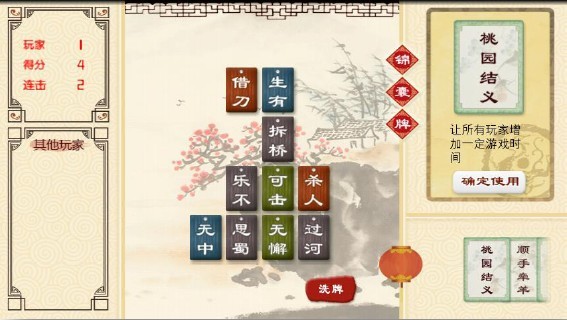 玩家 1
得分 4
连击 2
其他玩家
借刀
生有
拆桥
乐不
可击
杀人
无中
思蜀
无懈
过河
洗牌
锦囊牌
桃园结义
让所有玩家增
加一定游戏时
间
确定使用
桃园结义
顺手牵羊